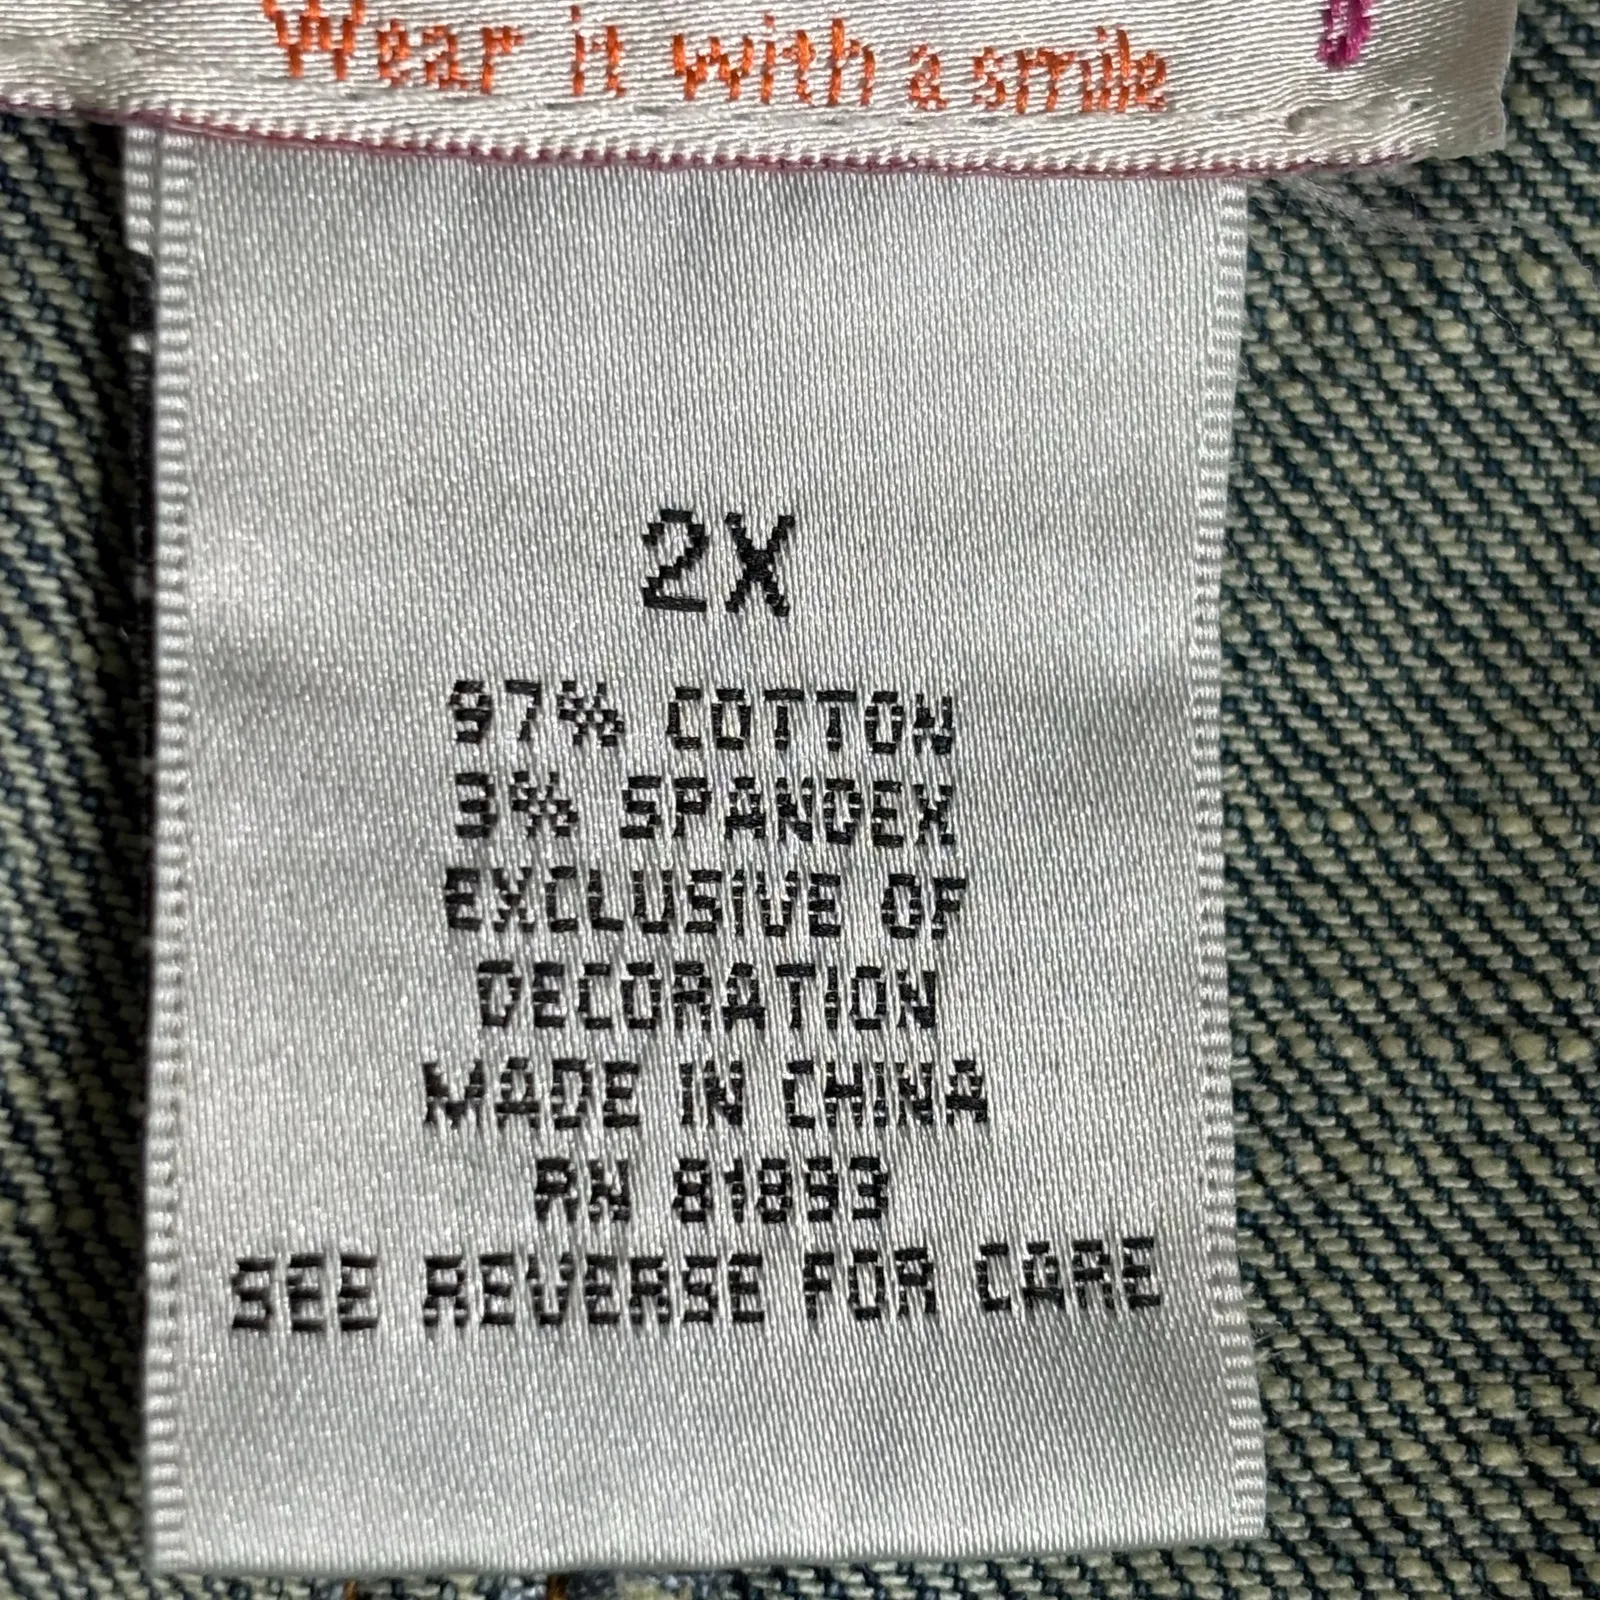 Wear it with a smile
2X
97% COTTON
3% SPANDEX
EXCLUSIVE OF
DECORATION
MADE IN CHINA
RN 81893
SEE REVERSE FOR CARE